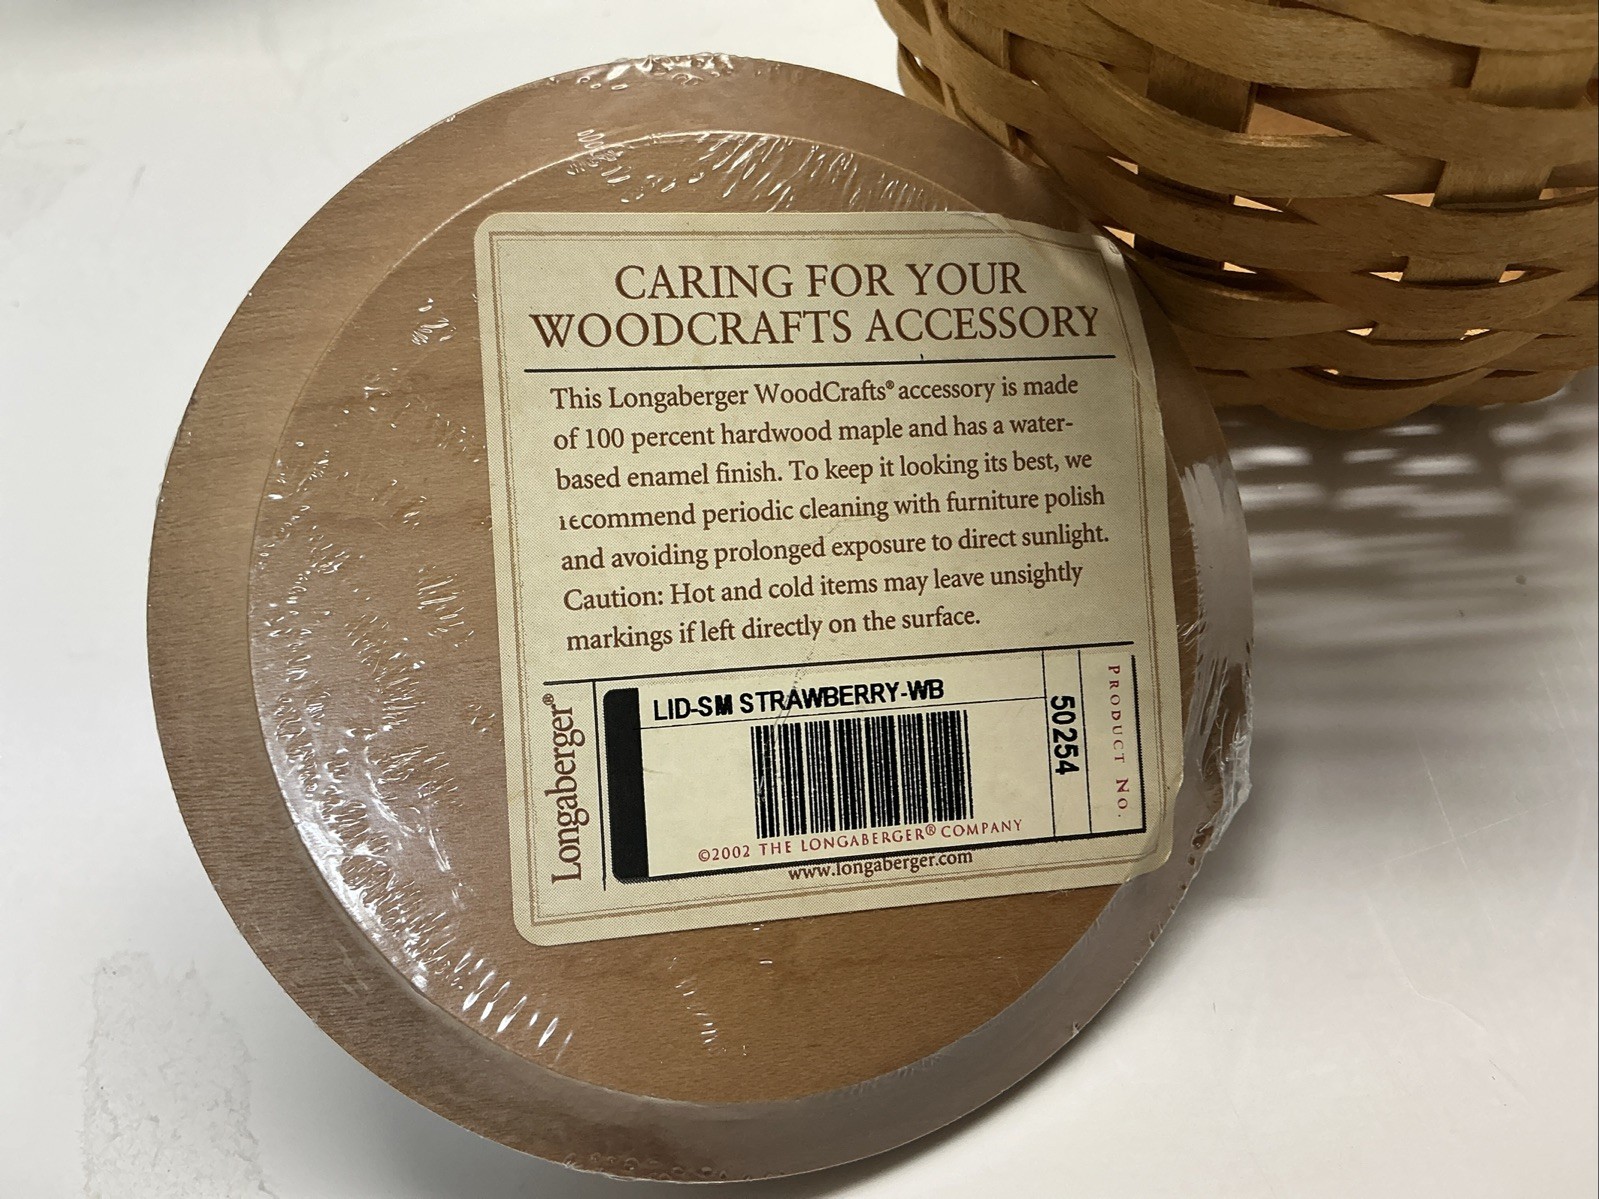 CARING FOR YOUR
WOODCRAFTS ACCESSORY
This Longaberger WoodCrafts® accessory is made
of 100 percent hardwood maple and has a water-
based enamel finish. To keep it looking its best, we
recommend periodic cleaning with furniture polish
and avoiding prolonged exposure to direct sunlight.
Caution: Hot and cold items may leave unsightly
markings if left directly on the surface.
Longaberger®
LID-SM STRAWBERRY-WB
50254
PRODUCT NO.
©2002 THE LONGABERGER® COMPANY
www.longaberger.com